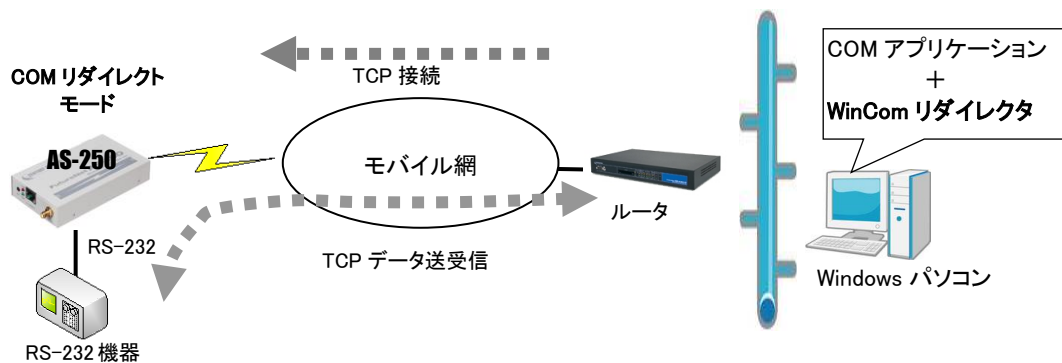 COM リダイレクト
モード
AS-250
RS-232
RS-232 機器
TCP 接続
モバイル網
TCP データ送受信
ルータ
COM アプリケーション
+
WinCom リダイレクタ
Windows パソコン